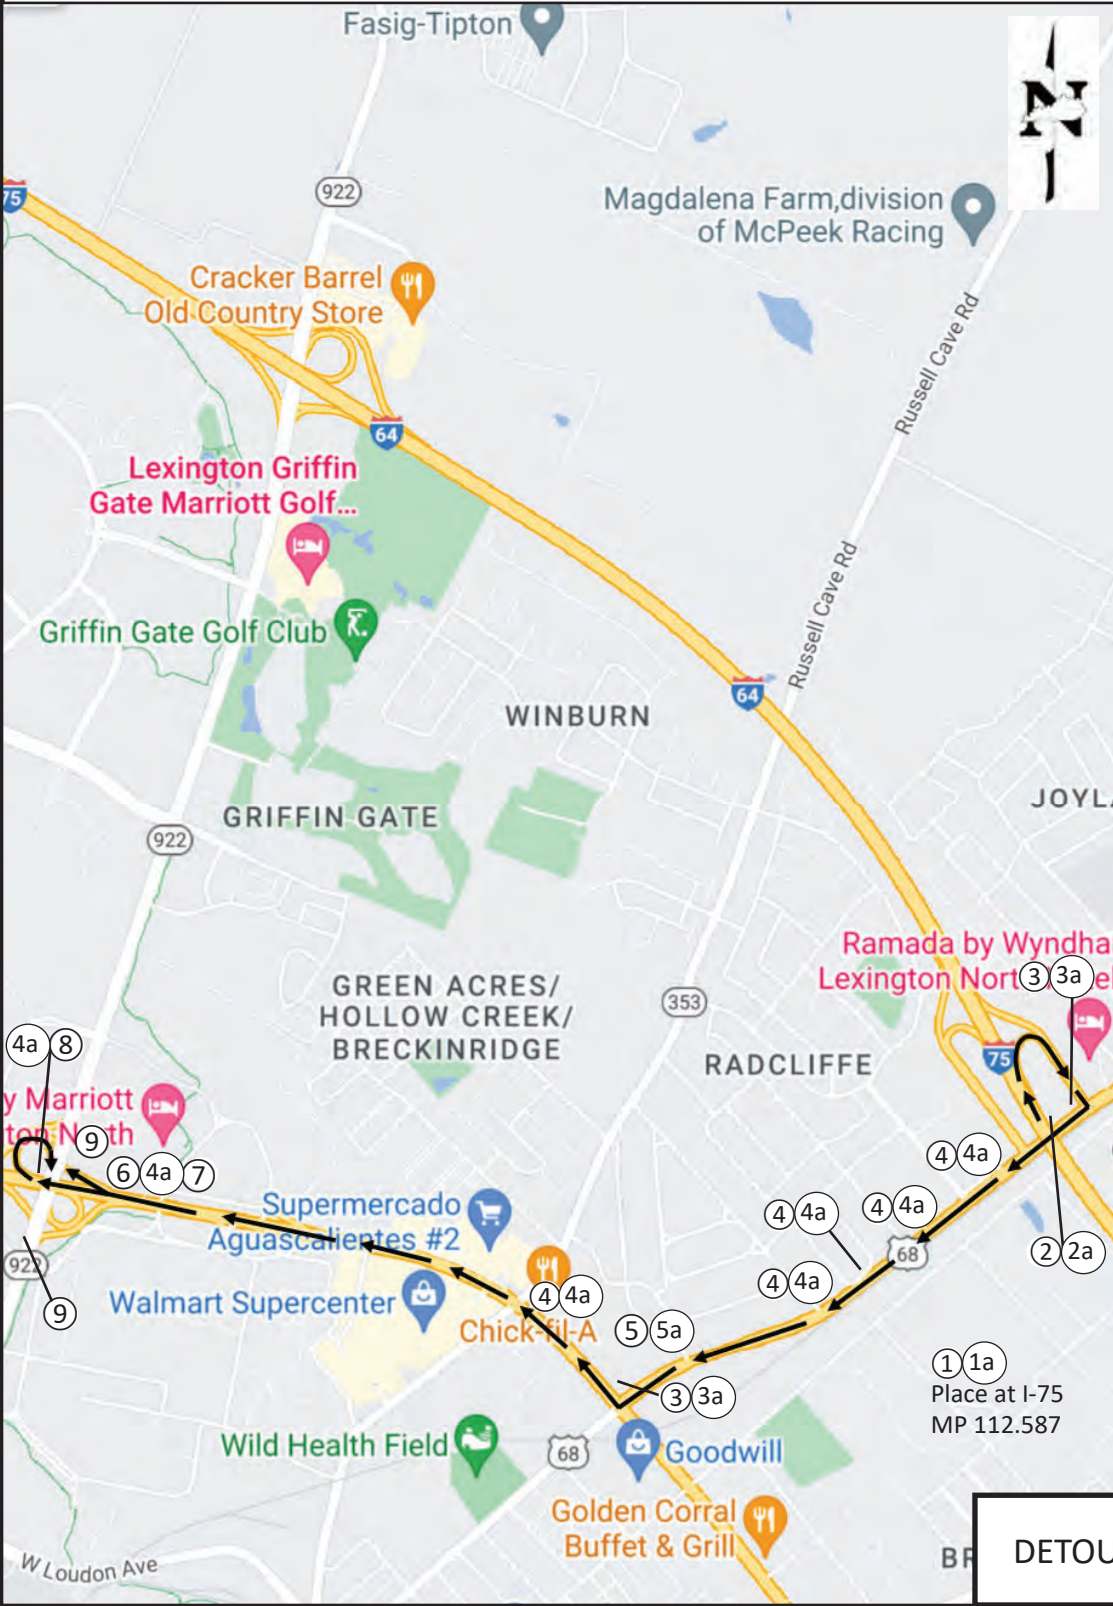 Fasig-Tipton
N
75
922
Magdalena Farm,division
of McPeek Racing
Cracker Barrel
Old Country Store
Russell Cave Rd
64
Lexington Griffin
Gate Marriott Golf...
Russell Cave Rd
Griffin Gate Golf Club
64
WINBURN
JOYL
GRIFFIN GATE
922
Ramada by Wyndha
Lexington Nort
3 3a
GREEN ACRES/
HOLLOW CREEK/
BRECKINRIDGE
353
4a 8
75
RADCLIFFE
y Marriott
ton North
9
6 4a 7
4 4a
Supermercado
Aguascalientes #2
4 4a
4 4a
68
2 2a
922
4 4a
Walmart Supercenter
4 4a
9
Chick-fil-A
5 5a
1 1a
Place at I-75
MP 112.587
3 3a
Wild Health Field
68
Goodwill
Golden Corral
Buffet & Grill
W Loudon Ave
BR
DETOU